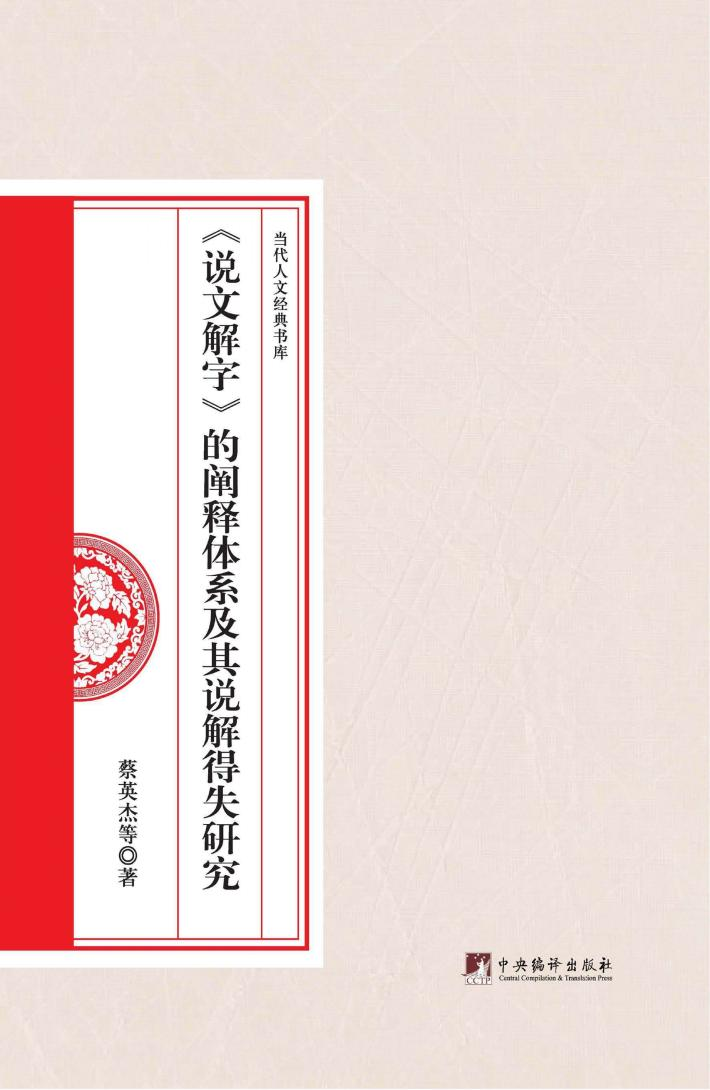 当代人文经典书库
《说文解字》的阐释体系及其说解得失研究
蔡英杰等◎著
CCTP
中央编译出版社
Central Compilation & Translation Press